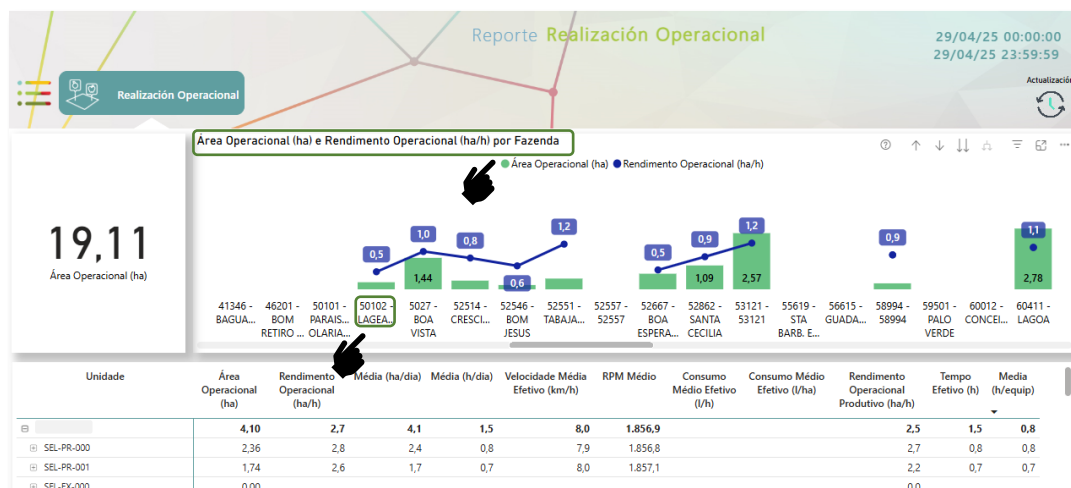 Reporte Realización Operacional
29/04/25 00:00:00
29/04/25 23:59:59
Realización Operacional
Actualización
Área Operacional (ha) e Rendimento Operacional (ha/h) por Fazenda
Área Operacional (ha) Rendimento Operacional (ha/h)
19,11
Área Operacional (ha)
0,5 1,0 0,8 0,6 1,2 0,5 0,9 1,2 0,9 1,1
1,44 1,09 2,57 2,78
41346 - 46201 - 50101 - 50102 - 5027 - 52514 - 52546 - 52551 - 52557 - 52667 - 52862 - 53121 - 55619 - 56615 - 58994 - 59501 - 60012 - 60411 -
BAGUA... BOM PARAIS... LAGEA... BOA CRESCI... BOM TABAJA... 52557 BOA SANTA 53121 STA GUADA... 58994 PALO CONCEI... LAGOA
RETIRO ... OLARIA... VISTA JESUS ESPERA... CECILIA BARB. E... VERDE
Unidade Área Rendimento Média (ha/dia) Média (h/dia) Velocidade Média RPM Médio Consumo Consumo Médio Rendimento Tempo Media
Operacional Operacional Efetivo (km/h) Médio Efetivo Efetivo (l/ha) Operacional Efetivo (h) (h/equip)
(ha) (ha/h) (l/h) Produtivo (ha/h)
4,10 2,7 4,1 1,5 8,0 1.856,9 2,5 1,5 0,8
SEL-PR-000 2,36 2,8 2,4 0,8 7,9 1.856,8 2,7 0,8 0,8
SEL-PR-001 1,74 2,6 1,7 0,7 8,0 1.857,1 2,2 0,7 0,7
SEL-EX-000 0,00 0,0